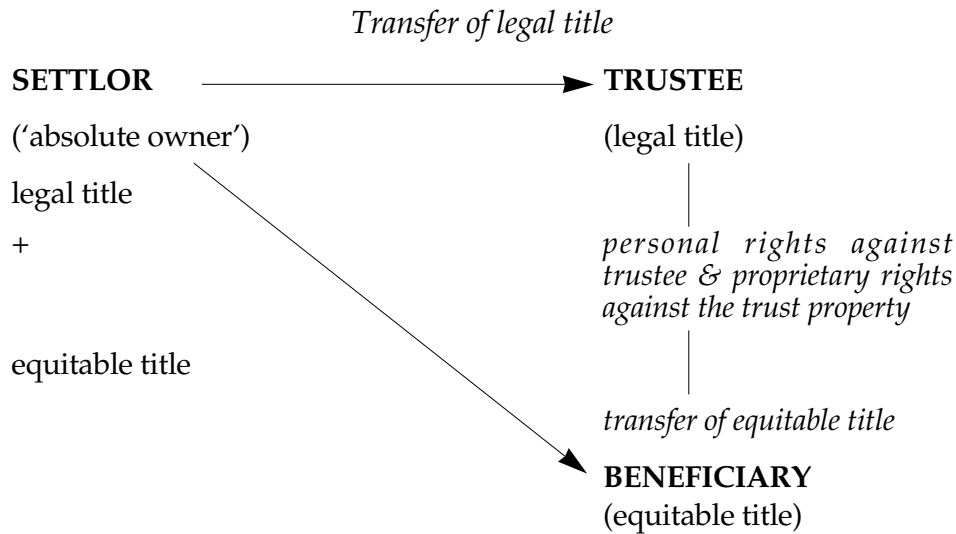 Transfer of legal title
SETTLOR
TRUSTEE
(‘absolute owner’)
(legal title)
legal title
+
personal rights against
trustee & proprietary rights
against the trust property
equitable title
transfer of equitable title
BENEFICIARY
(equitable title)